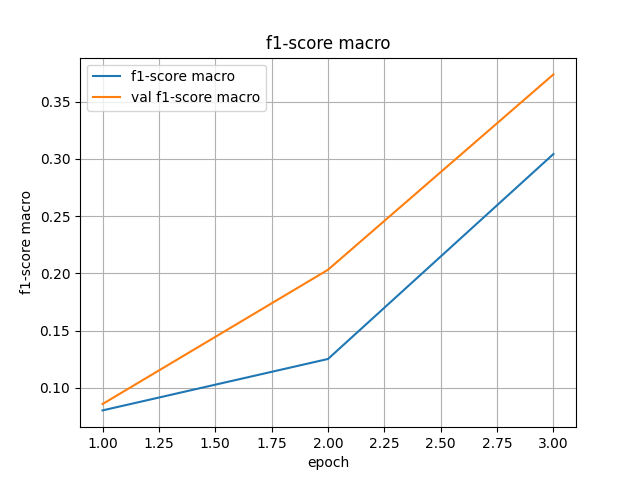 f1-score macro
f1-score macro
val f1-score macro
0.35
0.30
0.25
0.20
0.15
0.10
f1-score macro
1.00 1.25 1.50 1.75 2.00 2.25 2.50 2.75 3.00
epoch